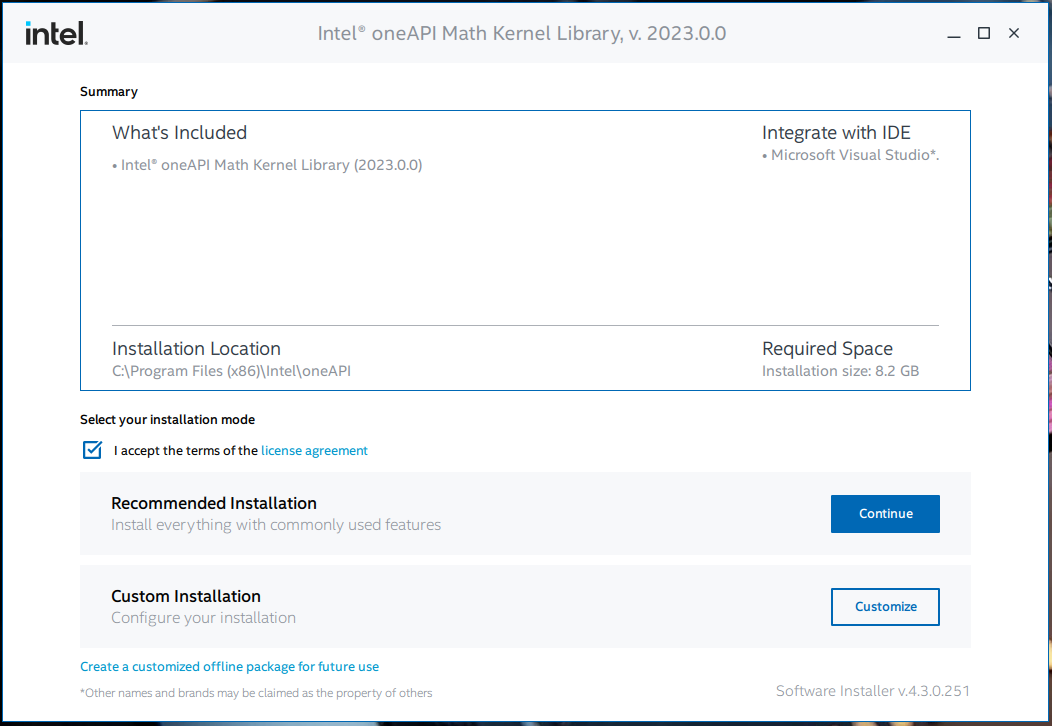 intel.
Intel® oneAPI Math Kernel Library, v. 2023.0.0
Summary
What's Included
• Intel® oneAPI Math Kernel Library (2023.0.0)
Integrate with IDE
• Microsoft Visual Studio*.
Installation Location
C:\Program Files (x86)\Intel\oneAPI
Required Space
Installation size: 8.2 GB
Select your installation mode
I accept the terms of the license agreement
Recommended Installation
Install everything with commonly used features
Continue
Custom Installation
Configure your installation
Customize
Create a customized offline package for future use
*Other names and brands may be claimed as the property of others
Software Installer v.4.3.0.251